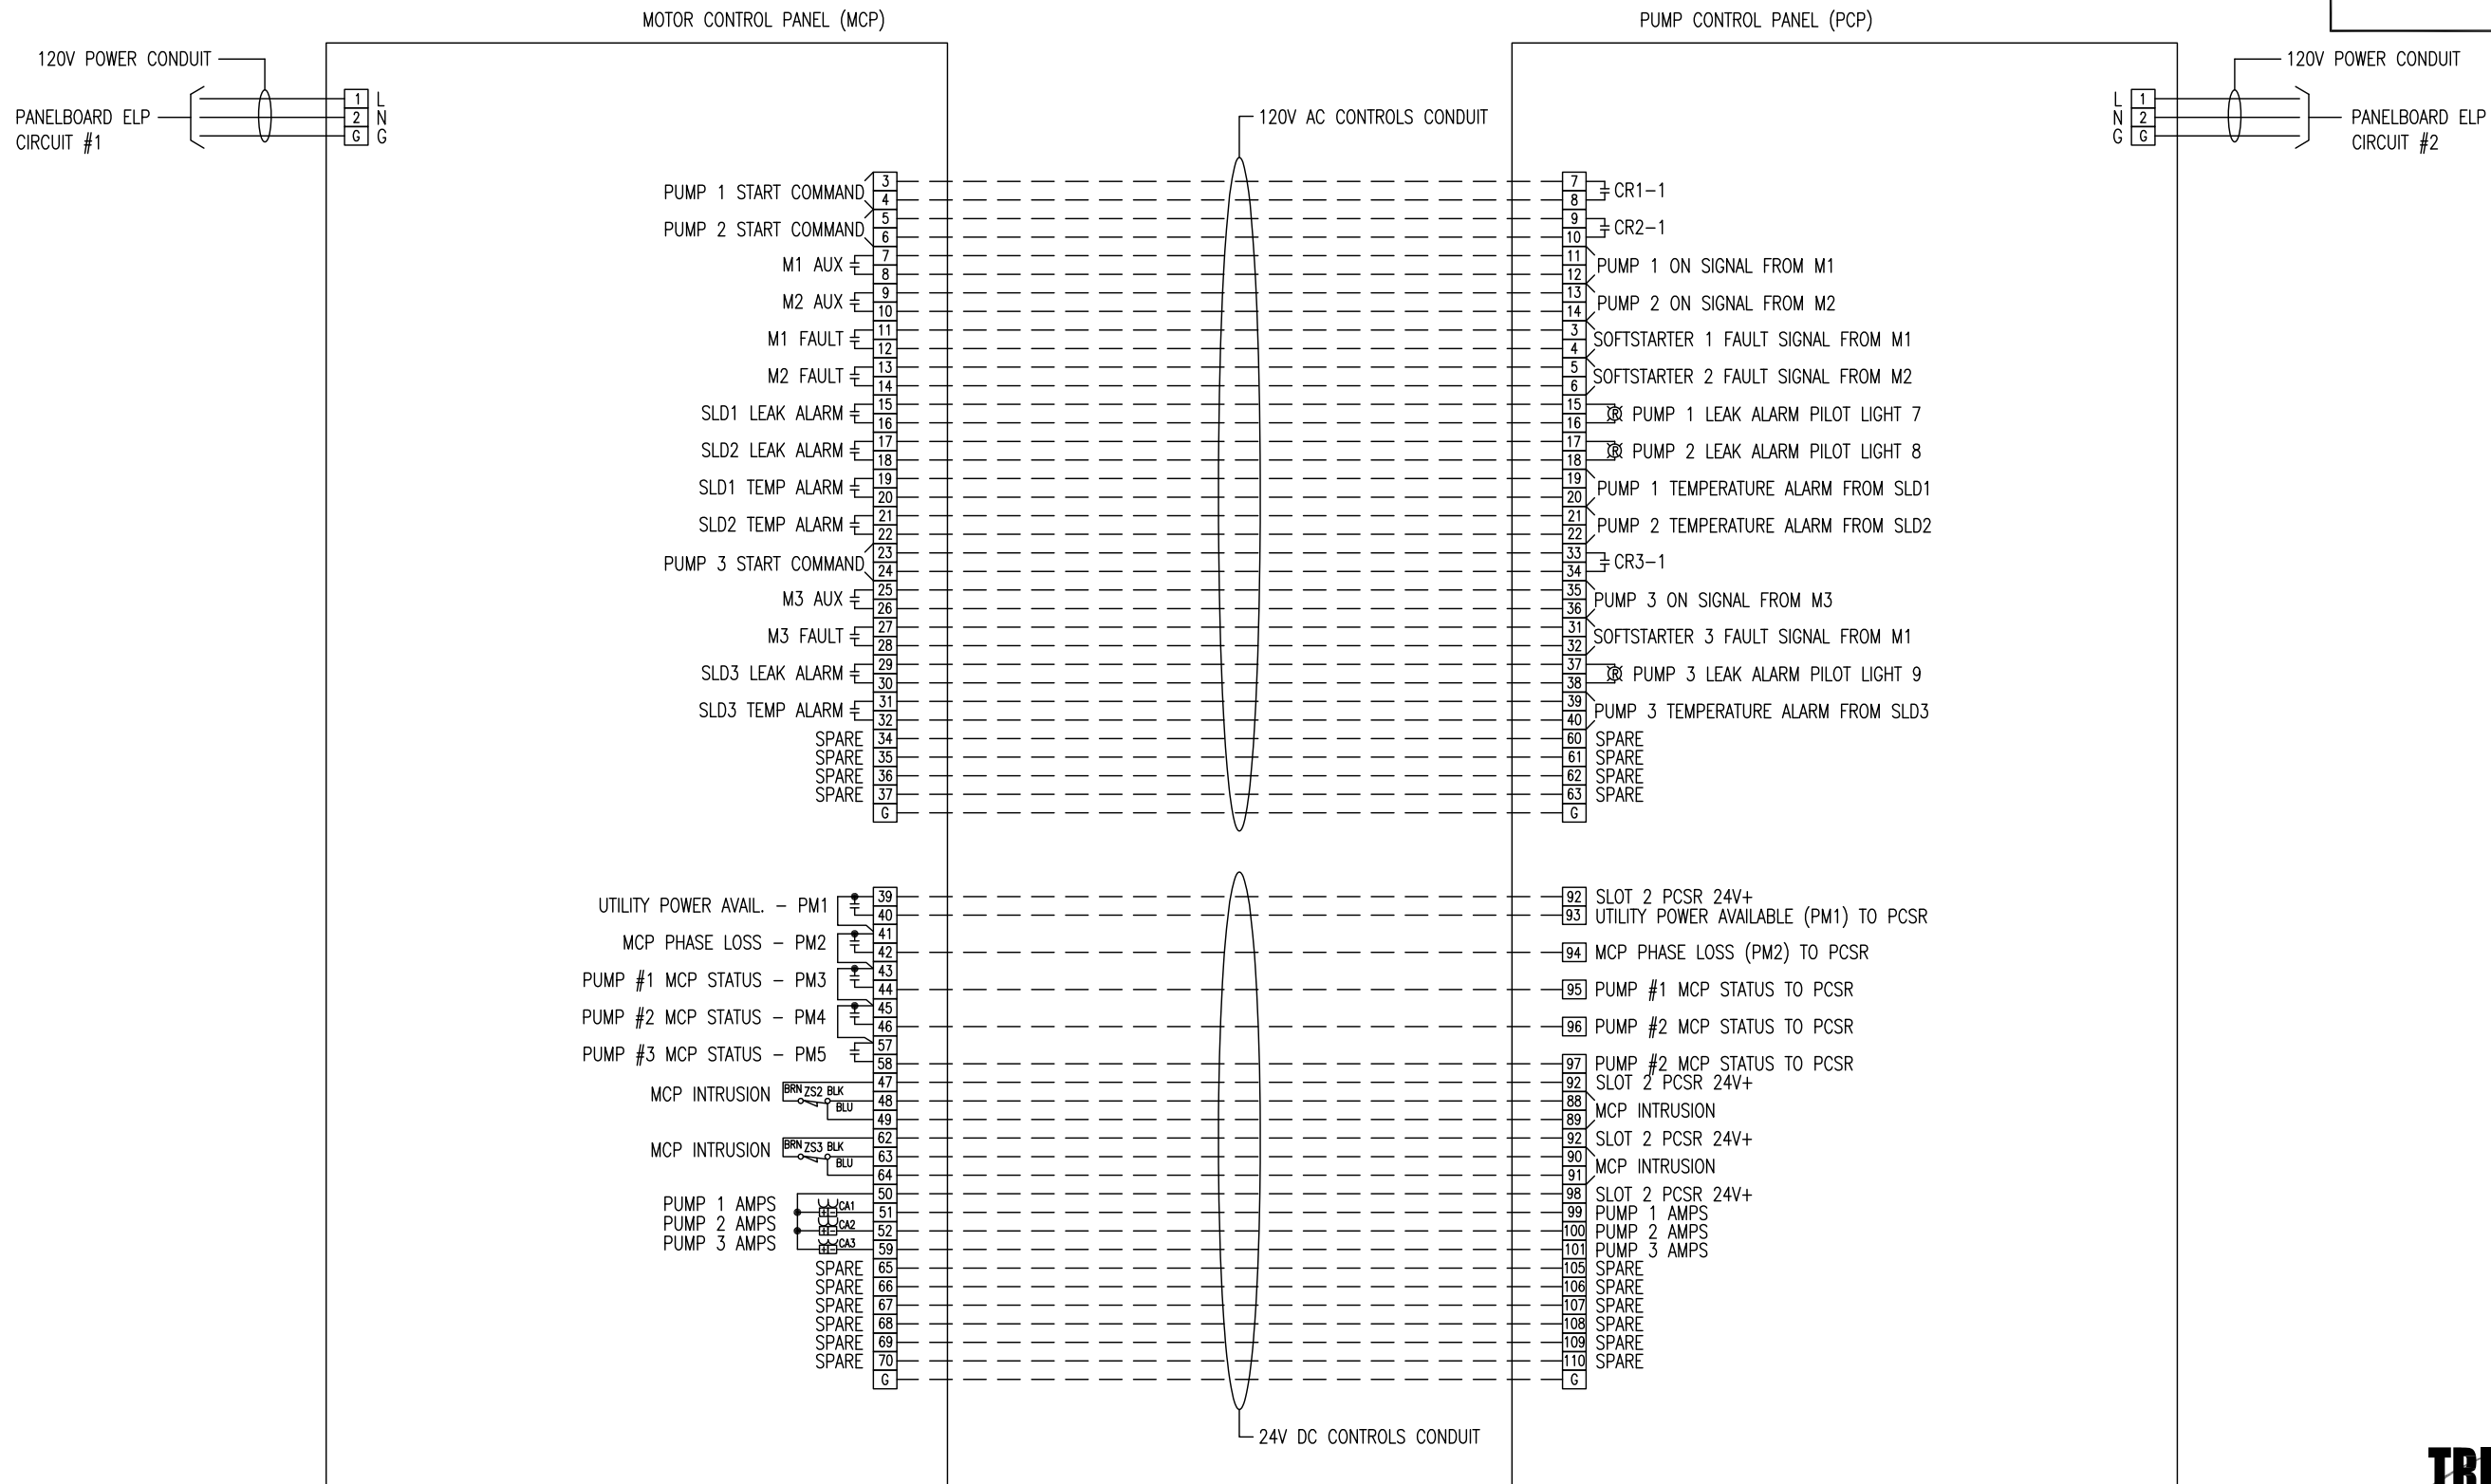 MOTOR CONTROL PANEL (MCP)
PUMP CONTROL PANEL (PCP)
120V POWER CONDUIT
PANELBOARD ELP
CIRCUIT #1
1 L
2 N
G G
120V AC CONTROLS CONDUIT
120V POWER CONDUIT
L 1
N 2
G G
PANELBOARD ELP
CIRCUIT #2
PUMP 1 START COMMAND
3
4
PUMP 2 START COMMAND
5
6
M1 AUX
7
8
M2 AUX
9
10
M1 FAULT
11
12
M2 FAULT
13
14
SLD1 LEAK ALARM
15
16
SLD2 LEAK ALARM
17
18
SLD1 TEMP ALARM
19
20
SLD2 TEMP ALARM
21
22
PUMP 3 START COMMAND
23
24
M3 AUX
25
26
M3 FAULT
27
28
SLD3 LEAK ALARM
29
30
SLD3 TEMP ALARM
31
32
SPARE 34
SPARE 35
SPARE 36
SPARE 37
G
7
8
CR1-1
9
10
CR2-1
11
12
PUMP 1 ON SIGNAL FROM M1
13
14
PUMP 2 ON SIGNAL FROM M2
3
4
SOFTSTARTER 1 FAULT SIGNAL FROM M1
5
6
SOFTSTARTER 2 FAULT SIGNAL FROM M2
15
16
R PUMP 1 LEAK ALARM PILOT LIGHT 7
17
18
R PUMP 2 LEAK ALARM PILOT LIGHT 8
19
20
PUMP 1 TEMPERATURE ALARM FROM SLD1
21
22
PUMP 2 TEMPERATURE ALARM FROM SLD2
33
34
CR3-1
35
36
PUMP 3 ON SIGNAL FROM M3
31
32
SOFTSTARTER 3 FAULT SIGNAL FROM M1
37
38
R PUMP 3 LEAK ALARM PILOT LIGHT 9
39
40
PUMP 3 TEMPERATURE ALARM FROM SLD3
60 SPARE
61 SPARE
62 SPARE
63 SPARE
G
UTILITY POWER AVAIL. - PM1
39
40
MCP PHASE LOSS - PM2
41
42
PUMP #1 MCP STATUS - PM3
43
44
PUMP #2 MCP STATUS - PM4
45
46
PUMP #3 MCP STATUS - PM5
57
58
MCP INTRUSION
BRN ZS2 BLK
BLU
47
48
49
MCP INTRUSION
BRN ZS3 BLK
BLU
62
63
64
50
PUMP 1 AMPS CA1 51
PUMP 2 AMPS CA2 52
PUMP 3 AMPS CA3 59
SPARE 65
SPARE 66
SPARE 67
SPARE 68
SPARE 69
SPARE 70
G
92 SLOT 2 PCSR 24V+
93 UTILITY POWER AVAILABLE (PM1) TO PCSR
94 MCP PHASE LOSS (PM2) TO PCSR
95 PUMP #1 MCP STATUS TO PCSR
96 PUMP #2 MCP STATUS TO PCSR
97 PUMP #2 MCP STATUS TO PCSR
92 SLOT 2 PCSR 24V+
88
89
MCP INTRUSION
92 SLOT 2 PCSR 24V+
90
91
MCP INTRUSION
98 SLOT 2 PCSR 24V+
99 PUMP 1 AMPS
100 PUMP 2 AMPS
101 PUMP 3 AMPS
105 SPARE
106 SPARE
107 SPARE
108 SPARE
109 SPARE
110 SPARE
G
24V DC CONTROLS CONDUIT